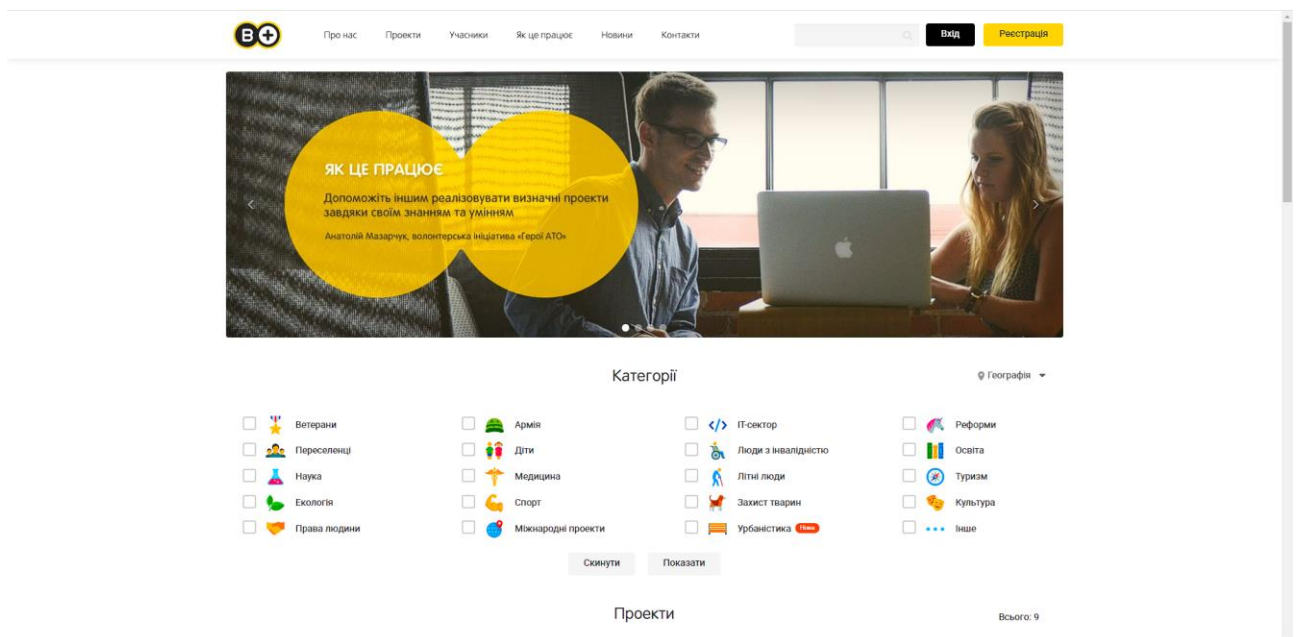 B+
Про нас Проекти Учасники Як це працює Новини Контакти Вхід Реєстрація
ЯК ЦЕ ПРАЦЮЄ
Допоможіть іншим реалізовувати визначні проекти
завдяки своїм знанням та умінням
Анатолій Мазарчук, волонтерська ініціатива «Герої АТО»
Категорії
Географія
Ветерани Армія </> IT-сектор Реформи
Переселенці Діти Люди з інвалідністю Освіта
Наука Медицина Літні люди Туризм
Екологія Спорт Захист тварин Культура
Права людини Міжнародні проекти Урбаністика Нове Інше
Скинути Показати
Проекти
Всього: 9